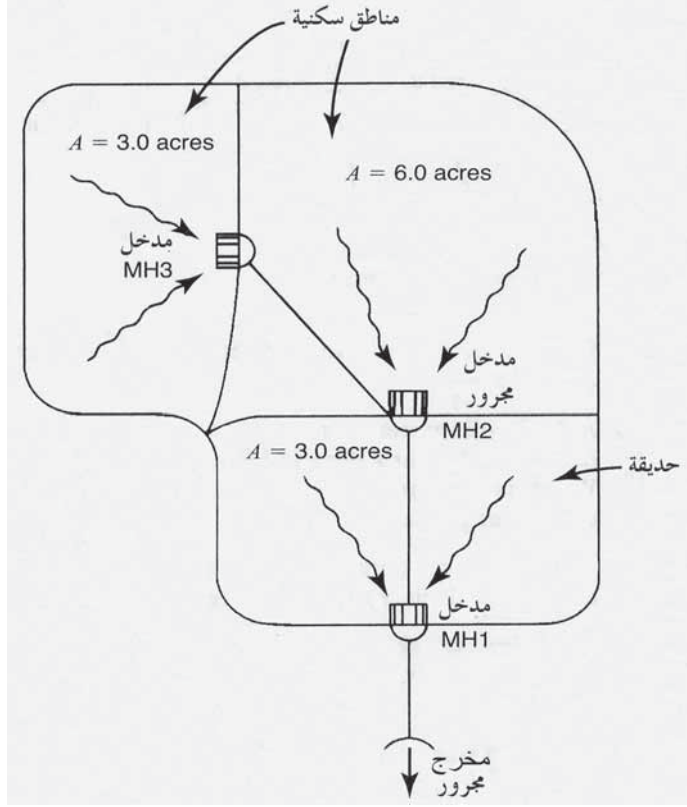 مناطق سكنية
A = 3.0 acres
A = 6.0 acres
مدخل
MH3
مدخل
مجرور
MH2
A = 3.0 acres
حديقة
مدخل
MH1
مخرج
مجرور